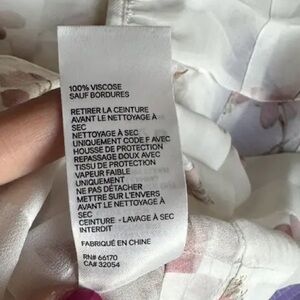 100% VISCOSE
SAUF BORDURES
RETIRER LA CEINTURE
AVANT LE NETTOYAGE À
SEC
NETTOYAGE À SEC
UNIQUEMENT CODE F AVEC
HOUSSE DE PROTECTION
REPASSAGE DOUX AVEC
TISSU DE PROTECTION
VAPEUR FAIBLE
UNIQUEMENT
NE PAS DÉTACHER
METTRE SUR L'ENVERS
AVANT LE NETTOYAGE À
SEC
CEINTURE - LAVAGE À SEC
INTERDIT
FABRIQUÉ EN CHINE
RN# 66170
CA# 32054